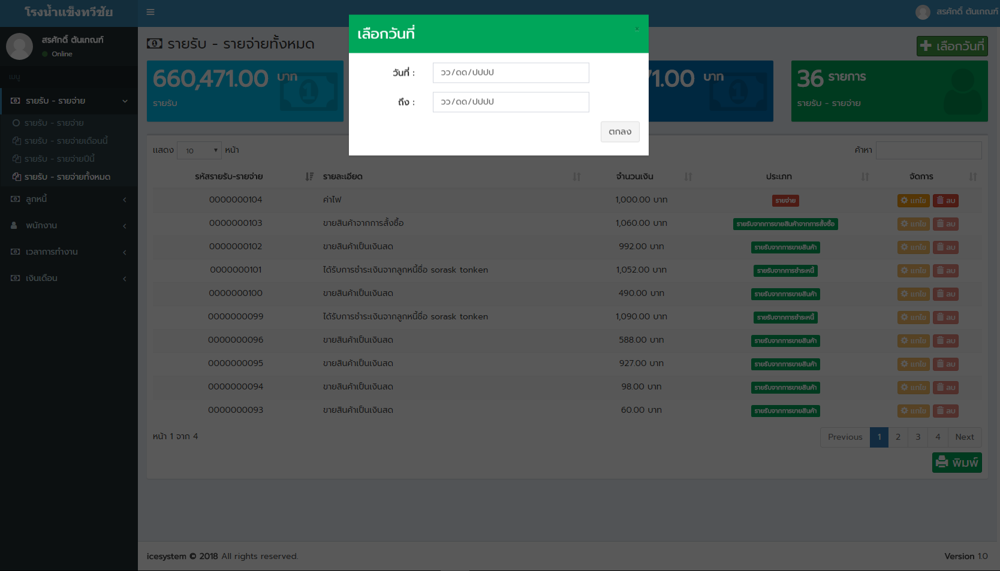 โรงน้ำแข็งทวีชัย
สรศักดิ์ ตันเกณฑ์
สรศักดิ์ ตันเกณฑ์
Online
เมนู
รายรับ - รายจ่าย
รายรับ - รายจ่าย
รายรับ - รายจ่ายเดือนนี้
รายรับ - รายจ่ายปีนี้
รายรับ - รายจ่ายทั้งหมด
ลูกหนี้
พนักงาน
เวลาการทำงาน
เงินเดือน
รายรับ - รายจ่ายทั้งหมด
เลือกวันที่
660,471.00 บาท
รายรับ
71.00 บาท
36 รายการ
รายรับ - รายจ่าย
เลือกวันที่
×
วันที่ : วว/ดด/ปปปป
ถึง : วว/ดด/ปปปป
ตกลง
แสดง 10 หน้า
ค้าหา
รหัสรายรับ-รายจ่าย รายละเอียด จำนวนเงิน ประเภท จัดการ
0000000104 ค่าไฟ 1,000.00 บาท รายจ่าย แก้ไข ลบ
0000000103 ขายสินค้าจากการสั่งซื้อ 1,060.00 บาท รายรับจากการขายสินค้าจากการสั่งซื้อ แก้ไข ลบ
0000000102 ขายสินค้าเป็นเงินสด 992.00 บาท รายรับจากการขายสินค้า แก้ไข ลบ
0000000101 ได้รับการชำระเงินจากลูกหนี้ชื่อ sorask tonken 1,052.00 บาท รายรับจากการชำระหนี้ แก้ไข ลบ
0000000100 ขายสินค้าเป็นเงินสด 490.00 บาท รายรับจากการขายสินค้า แก้ไข ลบ
0000000099 ได้รับการชำระเงินจากลูกหนี้ชื่อ sorask tonken 1,090.00 บาท รายรับจากการชำระหนี้ แก้ไข ลบ
0000000096 ขายสินค้าเป็นเงินสด 588.00 บาท รายรับจากการขายสินค้า แก้ไข ลบ
0000000095 ขายสินค้าเป็นเงินสด 927.00 บาท รายรับจากการขายสินค้า แก้ไข ลบ
0000000094 ขายสินค้าเป็นเงินสด 98.00 บาท รายรับจากการขายสินค้า แก้ไข ลบ
0000000093 ขายสินค้าเป็นเงินสด 60.00 บาท รายรับจากการขายสินค้า แก้ไข ลบ
หน้า 1 จาก 4
Previous 1 2 3 4 Next
พิมพ์
icesystem © 2018 All rights reserved.
Version 1.0